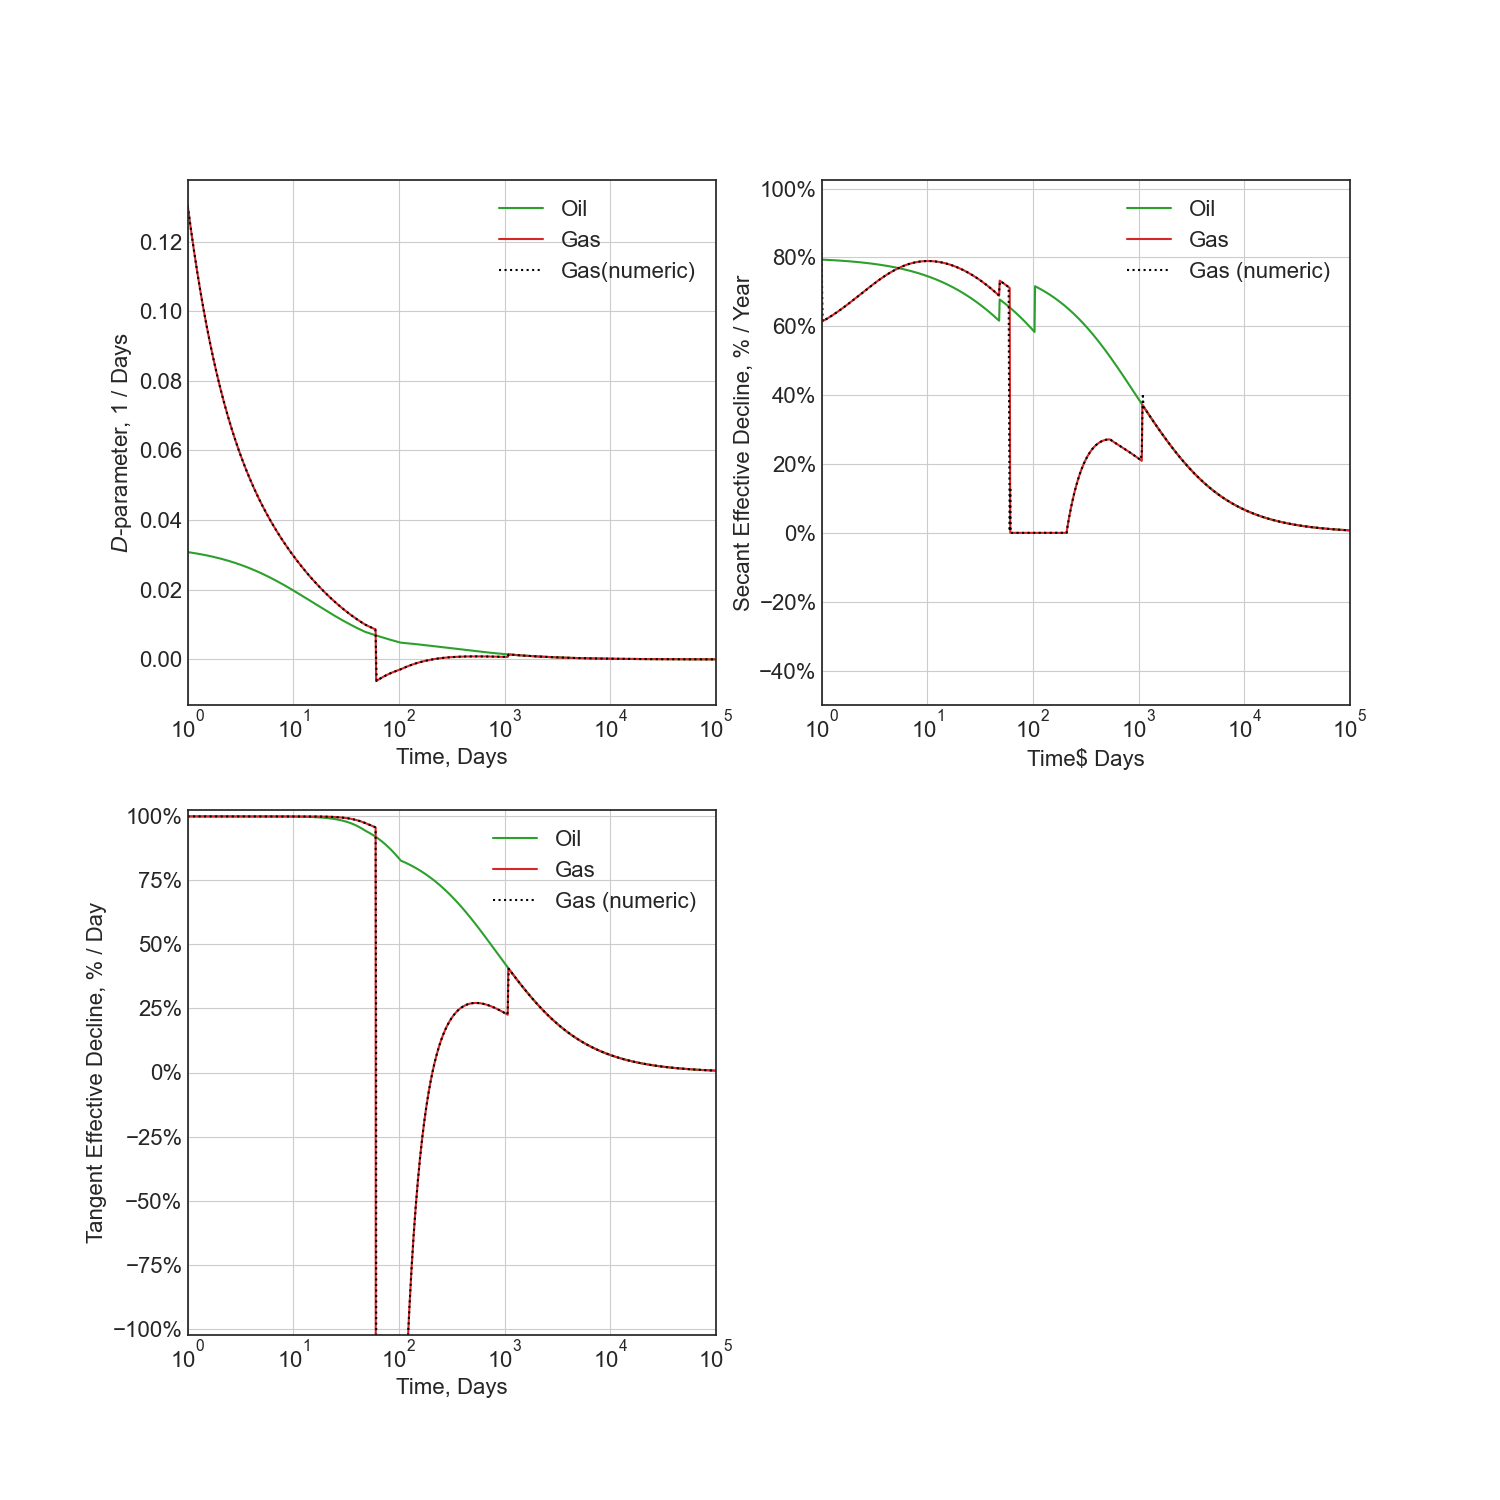 D-parameter, 1 / Days
0.12
0.10
0.08
0.06
0.04
0.02
0.00
Oil
Gas
Gas(numeric)
10^0 10^1 10^2 10^3 10^4 10^5
Time, Days
Secant Effective Decline, % / Year
100%
80%
60%
40%
20%
0%
−20%
−40%
Oil
Gas
Gas (numeric)
10^0 10^1 10^2 10^3 10^4 10^5
Time$ Days
Tangent Effective Decline, % / Day
100%
75%
50%
25%
0%
−25%
−50%
−75%
−100%
Oil
Gas
Gas (numeric)
10^0 10^1 10^2 10^3 10^4 10^5
Time, Days